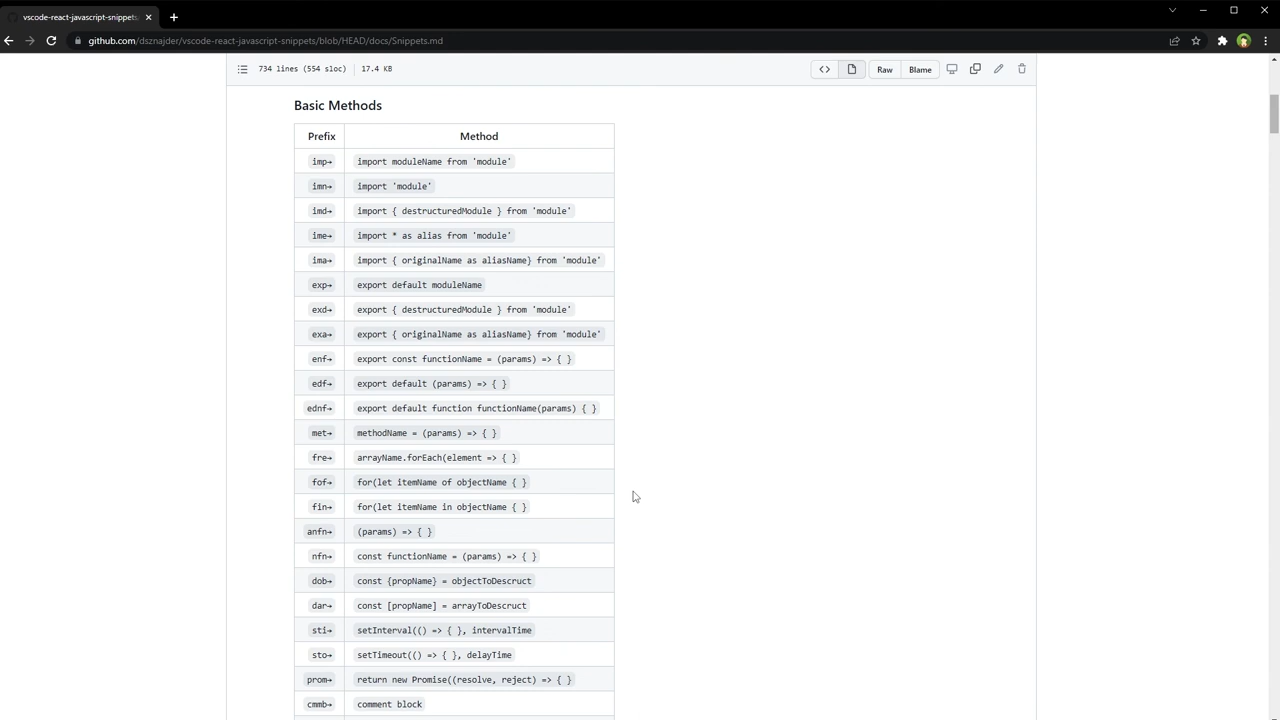 vscode-react-javascript-snippets
github.com/dsznajder/vscode-react-javascript-snippets/blob/HEAD/docs/Snippets.md
734 lines (554 sloc) 17.4 KB
Raw Blame
Basic Methods
Prefix Method
imp→ import moduleName from 'module'
imn→ import 'module'
imd→ import { destructuredModule } from 'module'
ime→ import * as alias from 'module'
ima→ import { originalName as aliasName} from 'module'
exp→ export default moduleName
exd→ export { destructuredModule } from 'module'
exa→ export { originalName as aliasName} from 'module'
enf→ export const functionName = (params) => { }
edf→ export default (params) => { }
ednf→ export default function functionName(params) { }
met→ methodName = (params) => { }
fre→ arrayName.forEach(element => { }
fof→ for(let itemName of objectName { }
fin→ for(let itemName in objectName { }
anfn→ (params) => { }
nfn→ const functionName = (params) => { }
dob→ const {propName} = objectToDescruct
dar→ const [propName] = arrayToDescruct
sti→ setInterval(() => { }, intervalTime
sto→ setTimeout(() => { }, delayTime
prom→ return new Promise((resolve, reject) => { }
cmmb→ comment block